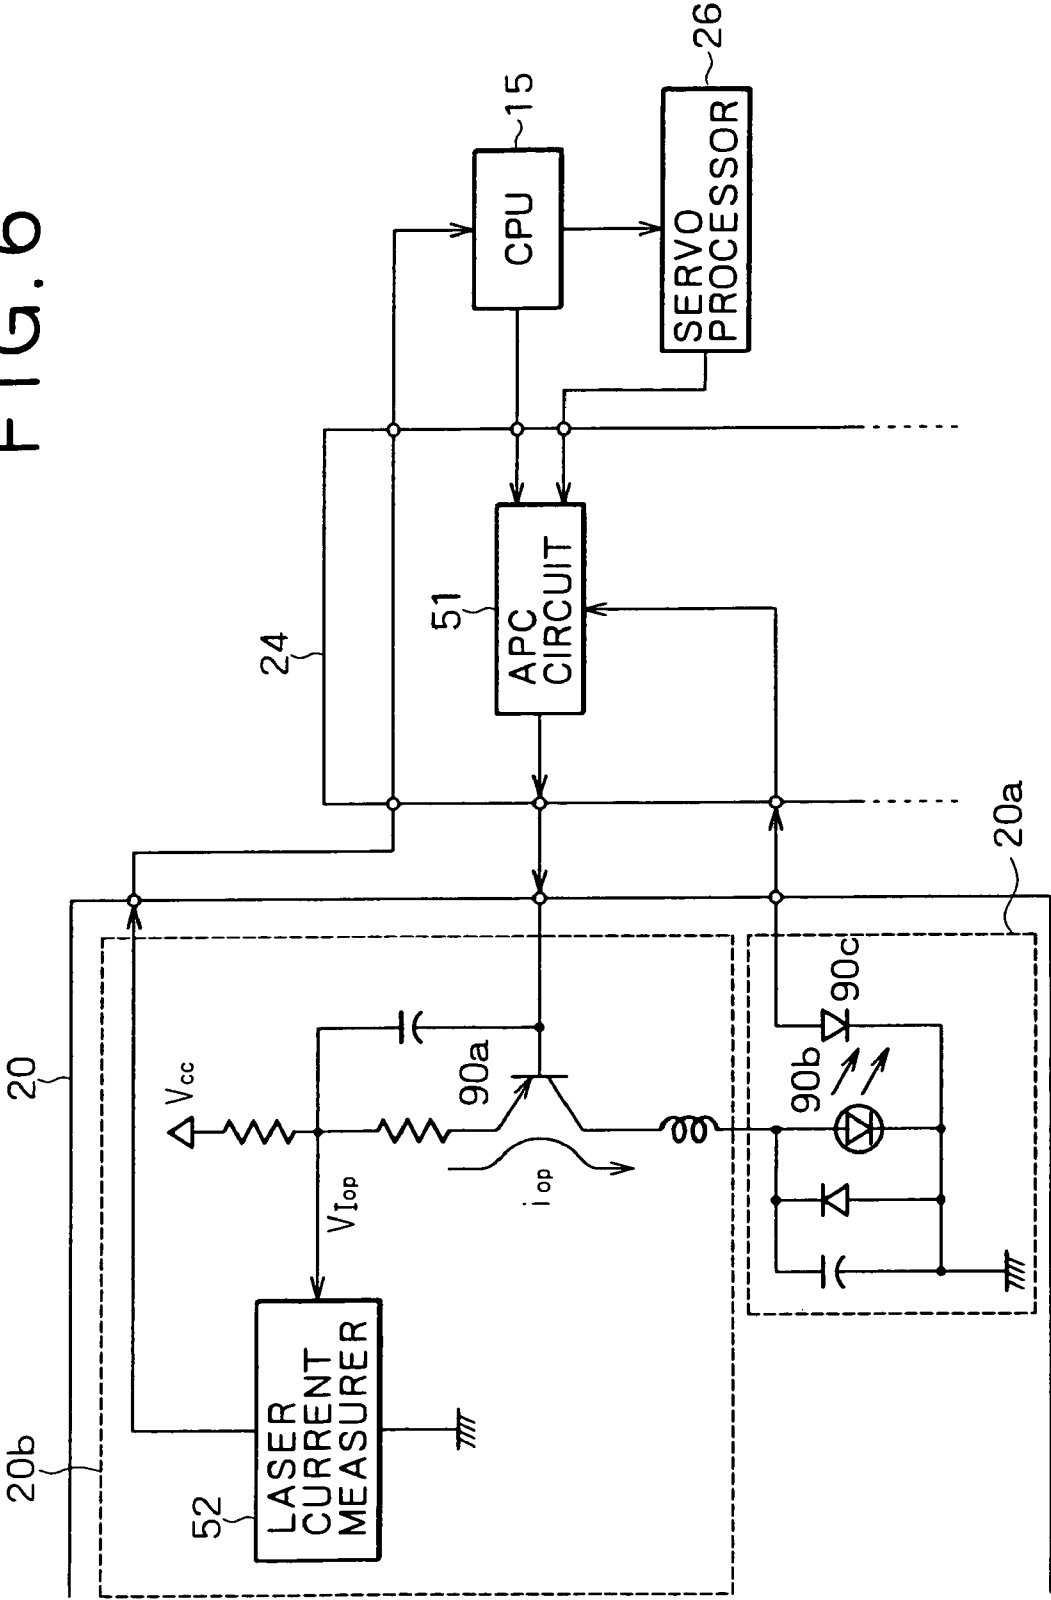 FIG.6
20
20b
52
LASER
CURRENT
MEASURER
Vcc
VIop
90a
iop
24
51
APC
CIRCUIT
15
CPU
26
SERVO
PROCESSOR
90b
90c
20a